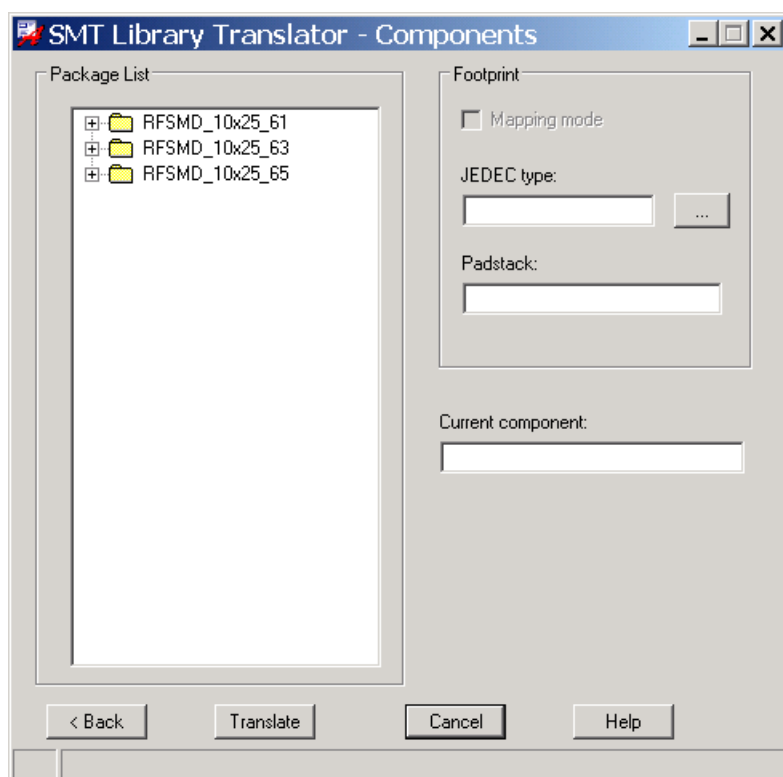 SMT Library Translator - Components
Package List
RFSMD_10x25_61
RFSMD_10x25_63
RFSMD_10x25_65
Footprint
Mapping mode
JEDEC type:
...
Padstack:
Current component:
< Back
Translate
Cancel
Help